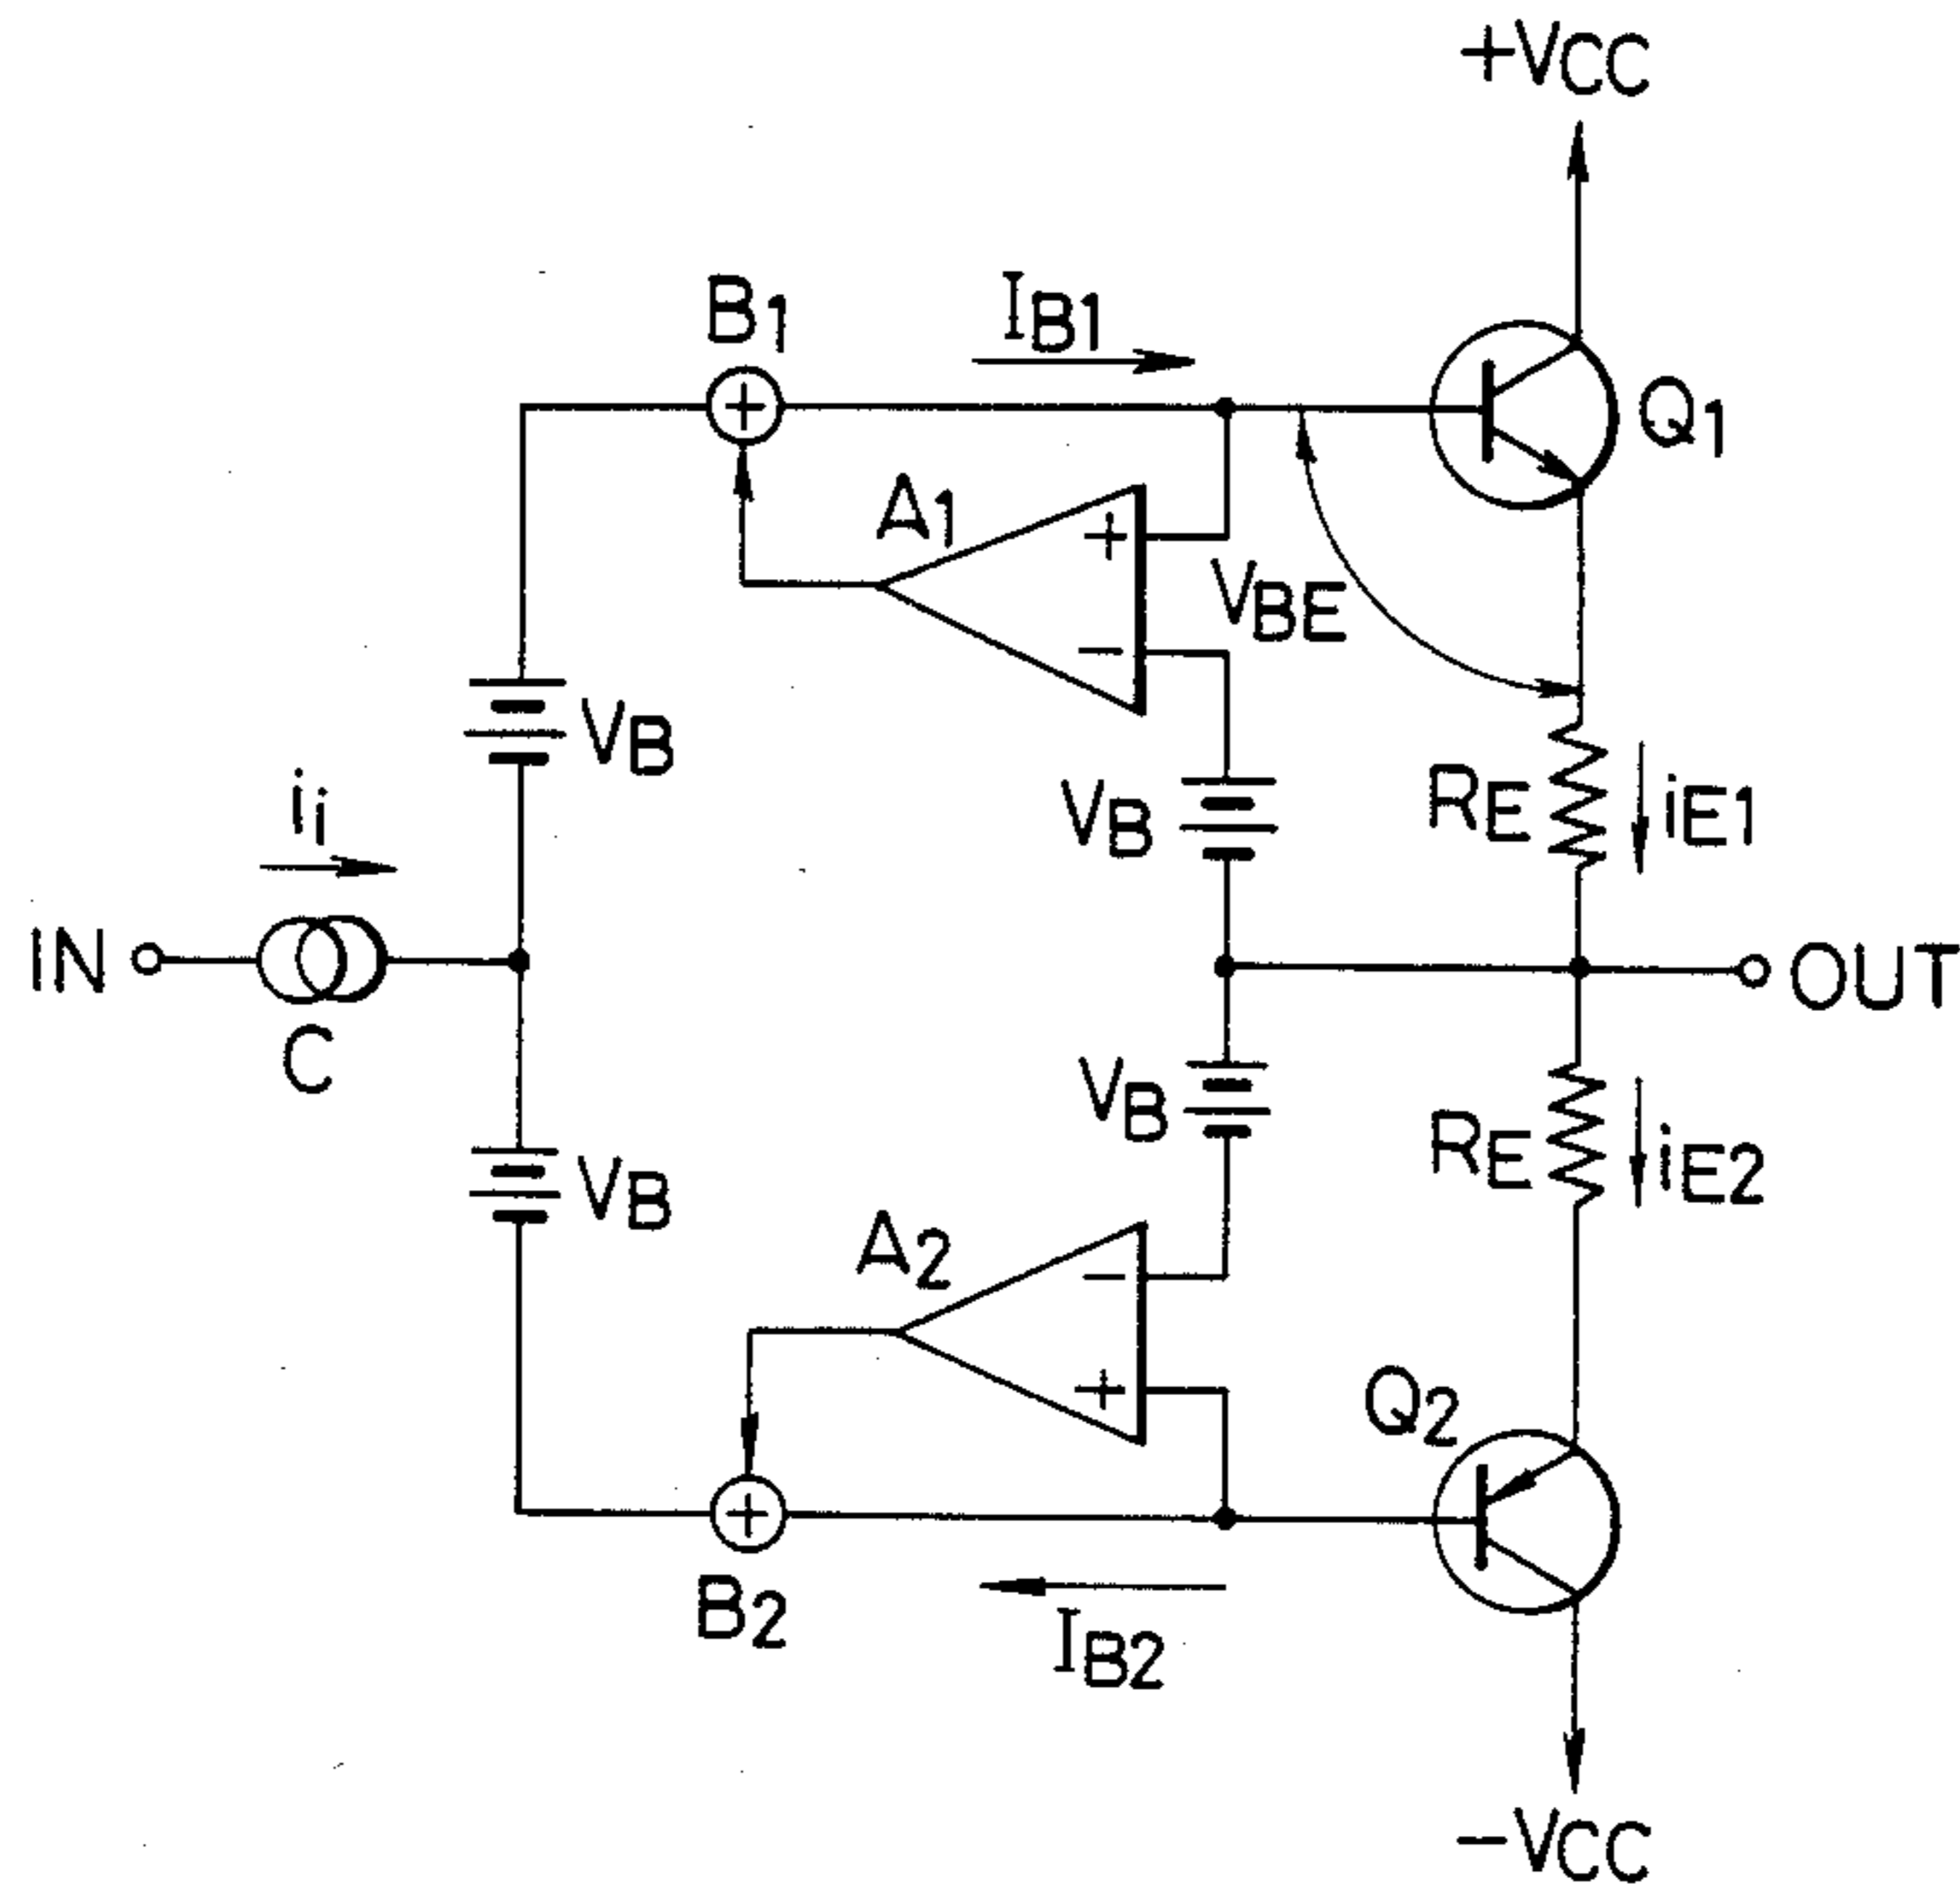 +VCC
B1
IB1
Q1
A1
+
−
VBE
VB
VB
RE
iE1
ii
IN
C
OUT
VB
VB
RE
iE2
A2
−
+
Q2
B2
IB2
−VCC